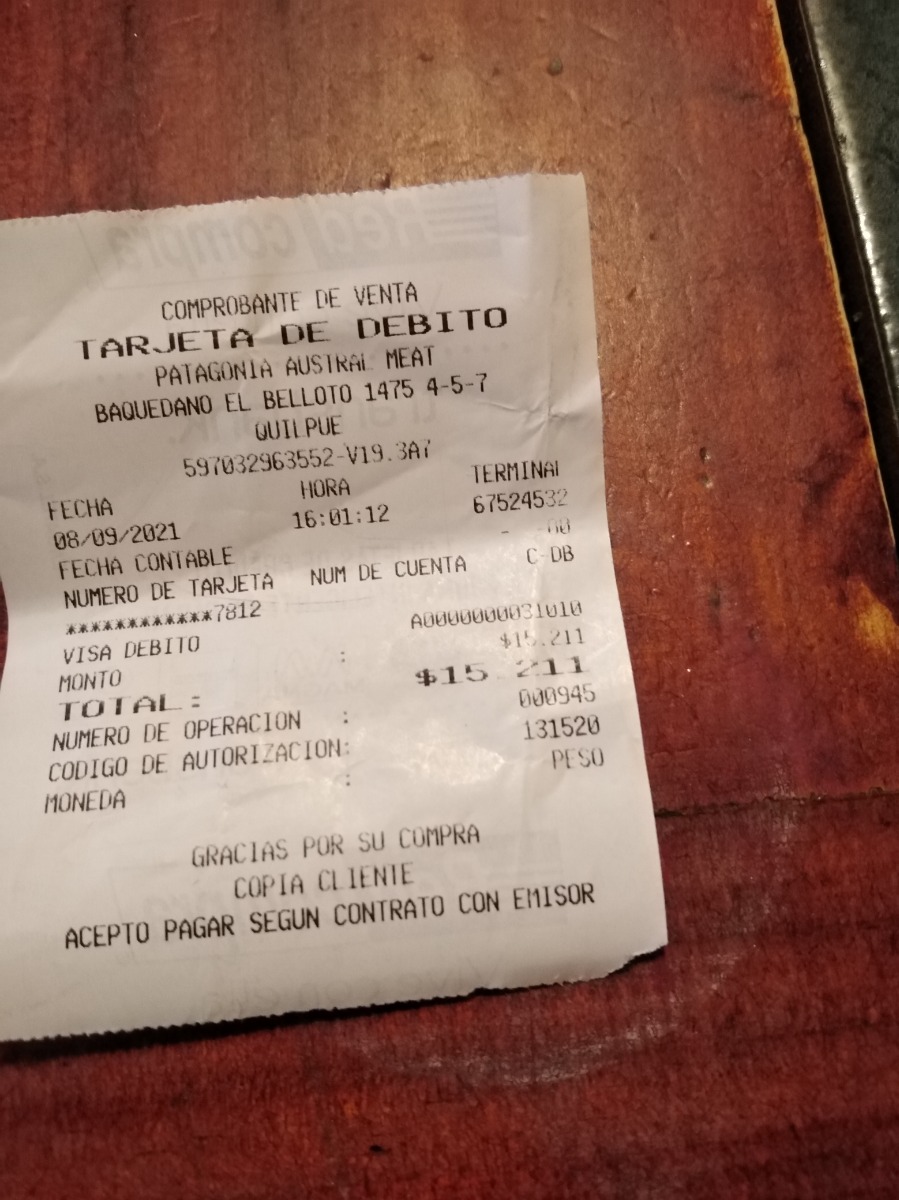 COMPROBANTE DE VENTA
TARJETA DE DEBITO
PATAGONIA AUSTRAL MEAT
BAQUEDANO EL BELLOTO 1475 4-5-7
QUILPUE
597032963552-V19.3A7
FECHA HORA TERMINAL
08/09/2021 16:01:12 67524532
FECHA CONTABLE - -00
NUMERO DE TARJETA NUM DE CUENTA C-DB
************7812
VISA DEBITO A0000000031010
MONTO : $15.211
TOTAL: $15.211
NUMERO DE OPERACION : 000945
CODIGO DE AUTORIZACION: 131520
MONEDA : PESO
GRACIAS POR SU COMPRA
COPIA CLIENTE
ACEPTO PAGAR SEGUN CONTRATO CON EMISOR